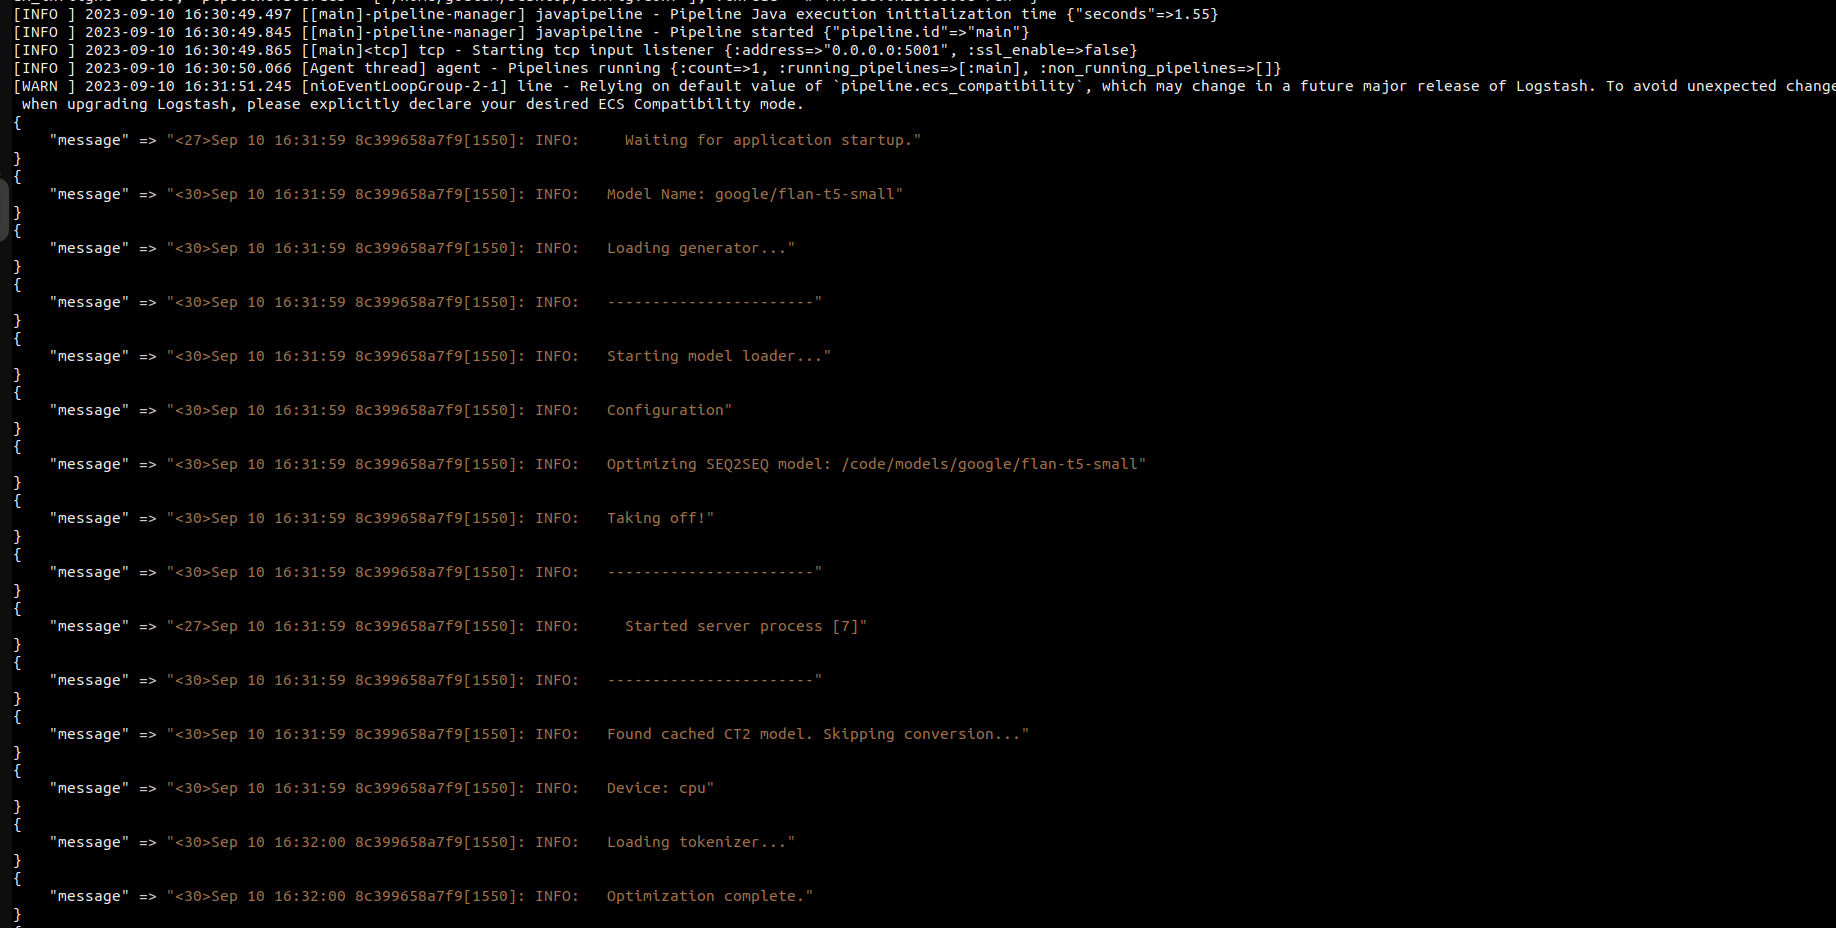 [INFO ] 2023-09-10 16:30:49.497 [[main]-pipeline-manager] javapipeline - Pipeline Java execution initialization time {"seconds"=>1.55}
[INFO ] 2023-09-10 16:30:49.845 [[main]-pipeline-manager] javapipeline - Pipeline started {"pipeline.id"=>"main"}
[INFO ] 2023-09-10 16:30:49.865 [[main]<tcp] tcp - Starting tcp input listener {:address=>"0.0.0.0:5001", :ssl_enable=>false}
[INFO ] 2023-09-10 16:30:50.066 [Agent thread] agent - Pipelines running {:count=>1, :running_pipelines=>[:main], :non_running_pipelines=>[]}
[WARN ] 2023-09-10 16:31:51.245 [nioEventLoopGroup-2-1] line - Relying on default value of `pipeline.ecs_compatibility`, which may change in a future major release of Logstash. To avoid unexpected change
when upgrading Logstash, please explicitly declare your desired ECS Compatibility mode.
{
    "message" => "<27>Sep 10 16:31:59 8c399658a7f9[1550]: INFO:     Waiting for application startup."
}
{
    "message" => "<30>Sep 10 16:31:59 8c399658a7f9[1550]: INFO:   Model Name: google/flan-t5-small"
}
{
    "message" => "<30>Sep 10 16:31:59 8c399658a7f9[1550]: INFO:   Loading generator..."
}
{
    "message" => "<30>Sep 10 16:31:59 8c399658a7f9[1550]: INFO:   -----------------------"
}
{
    "message" => "<30>Sep 10 16:31:59 8c399658a7f9[1550]: INFO:   Starting model loader..."
}
{
    "message" => "<30>Sep 10 16:31:59 8c399658a7f9[1550]: INFO:   Configuration"
}
{
    "message" => "<30>Sep 10 16:31:59 8c399658a7f9[1550]: INFO:   Optimizing SEQ2SEQ model: /code/models/google/flan-t5-small"
}
{
    "message" => "<30>Sep 10 16:31:59 8c399658a7f9[1550]: INFO:   Taking off!"
}
{
    "message" => "<30>Sep 10 16:31:59 8c399658a7f9[1550]: INFO:   -----------------------"
}
{
    "message" => "<27>Sep 10 16:31:59 8c399658a7f9[1550]: INFO:     Started server process [7]"
}
{
    "message" => "<30>Sep 10 16:31:59 8c399658a7f9[1550]: INFO:   -----------------------"
}
{
    "message" => "<30>Sep 10 16:31:59 8c399658a7f9[1550]: INFO:   Found cached CT2 model. Skipping conversion..."
}
{
    "message" => "<30>Sep 10 16:31:59 8c399658a7f9[1550]: INFO:   Device: cpu"
}
{
    "message" => "<30>Sep 10 16:32:00 8c399658a7f9[1550]: INFO:   Loading tokenizer..."
}
{
    "message" => "<30>Sep 10 16:32:00 8c399658a7f9[1550]: INFO:   Optimization complete."
}